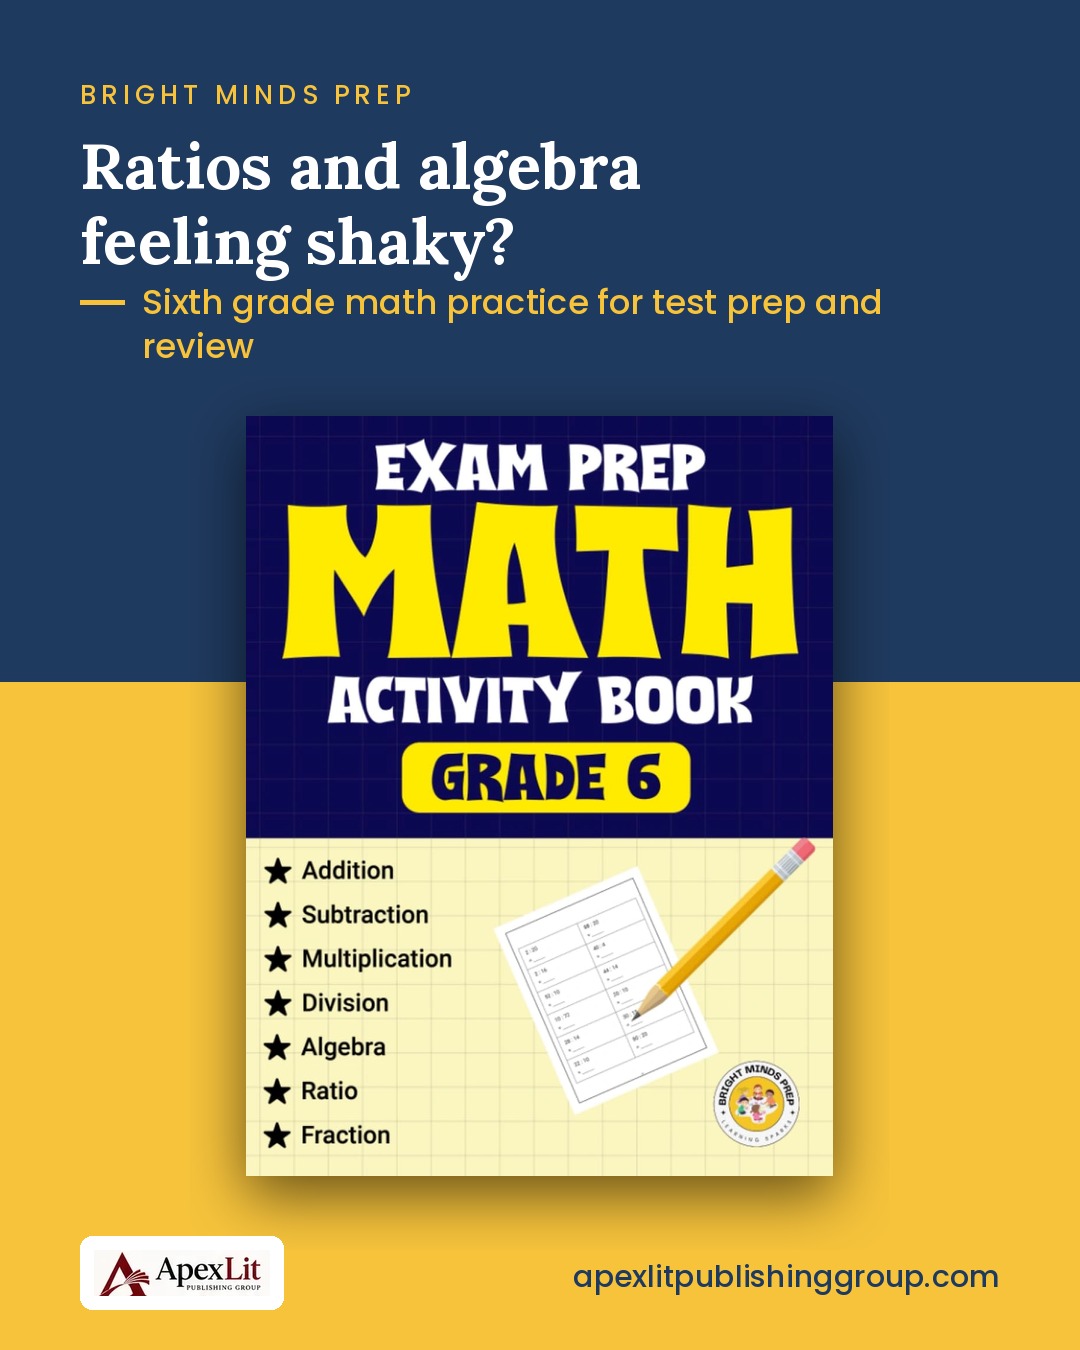 BRIGHT MINDS PREP
Ratios and algebra
feeling shaky?
Sixth grade math practice for test prep and
review
EXAM PREP
MATH
ACTIVITY BOOK
GRADE 6
Addition
Subtraction
Multiplication
Division
Algebra
Ratio
Fraction
BRIGHT MINDS PREP
LEARNING SPARKS
ApexLit
PUBLISHING GROUP
apexlitpublishinggroup.com